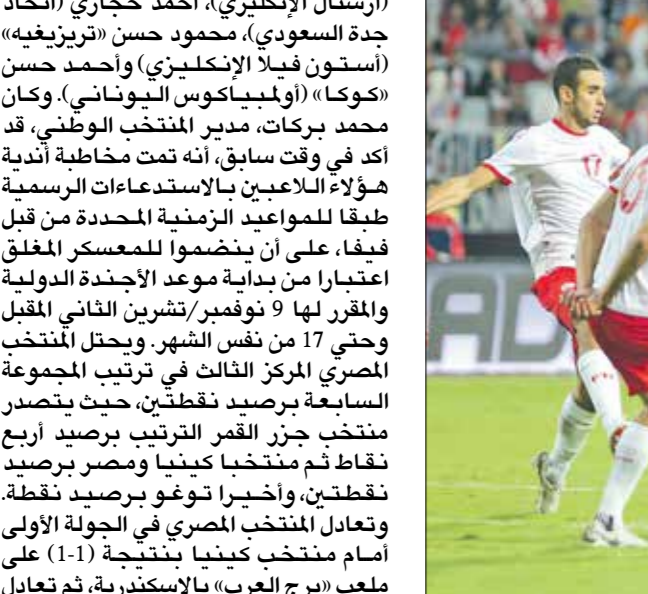 (أرسنال الإنكليزي)، أحمد حجازي (اتحاد
جدة السعودي)، محمود حسن «تريزيغيه»
(أستون فيلا الإنكليزي) وأحمد حسن
«كوكا» (أولمبياكوس اليوناني). وكان
محمد بركات، مدير المنتخب الوطني، قد
أكد في وقت سابق، أنه تمت مخاطبة أندية
هؤلاء اللاعبين بالاستدعاءات الرسمية
طبقا للمواعيد الزمنية المحددة من قبل
فيفا، على أن ينضموا للمعسكر المغلق
اعتبارا من بداية موعد الأجندة الدولية
والمقرر لها 9 نوفمبر/تشرين الثاني المقبل
وحتي 17 من نفس الشهر. ويحتل المنتخب
المصري المركز الثالث في ترتيب المجموعة
السابعة برصيد نقطتين، حيث يتصدر
منتخب جزر القمر الترتيب برصيد أربع
نقاط ثم منتخبا كينيا ومصر برصيد
نقطتين، وأخيرا توغو برصيد نقطة.
وتعادل المنتخب المصري في الجولة الأولى
أمام منتخب كينيا بنتيجة (1-1) على
ملعب «برج العرب» بالإسكندرية، ثم تعادل
17